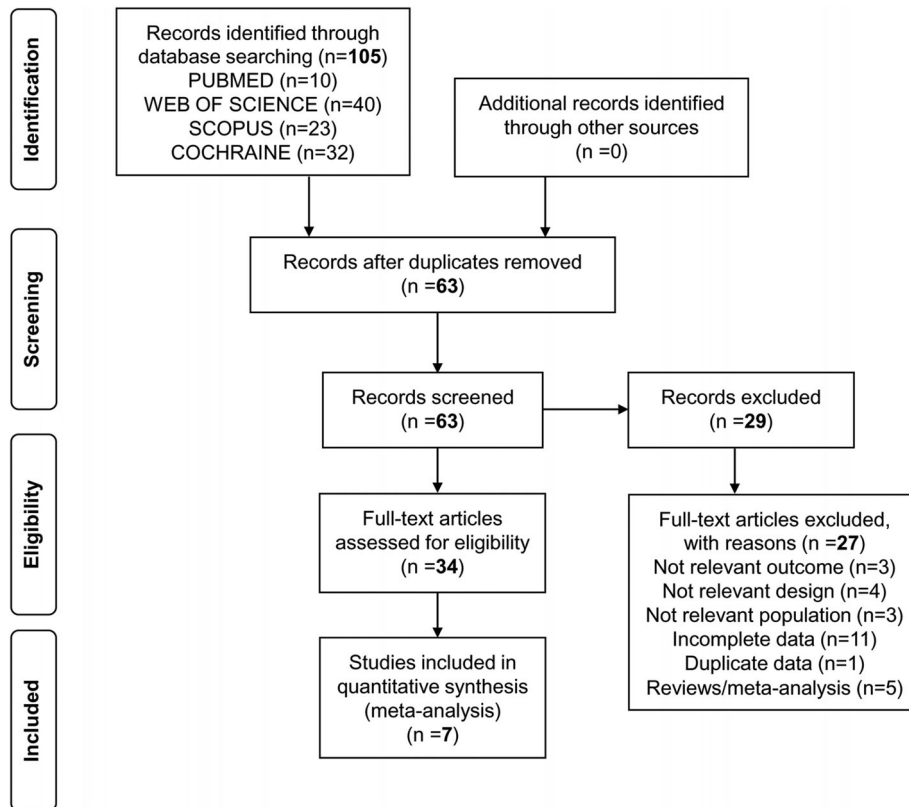 Identification
Records identified through
database searching (n=105)
PUBMED (n=10)
WEB OF SCIENCE (n=40)
SCOPUS (n=23)
COCHRAINE (n=32)
Additional records identified
through other sources
(n =0)
Screening
Records after duplicates removed
(n =63)
Records screened
(n =63)
Records excluded
(n =29)
Eligibility
Full-text articles
assessed for eligibility
(n =34)
Full-text articles excluded,
with reasons (n =27)
Not relevant outcome (n=3)
Not relevant design (n=4)
Not relevant population (n=3)
Incomplete data (n=11)
Duplicate data (n=1)
Reviews/meta-analysis (n=5)
Included
Studies included in
quantitative synthesis
(meta-analysis)
(n =7)